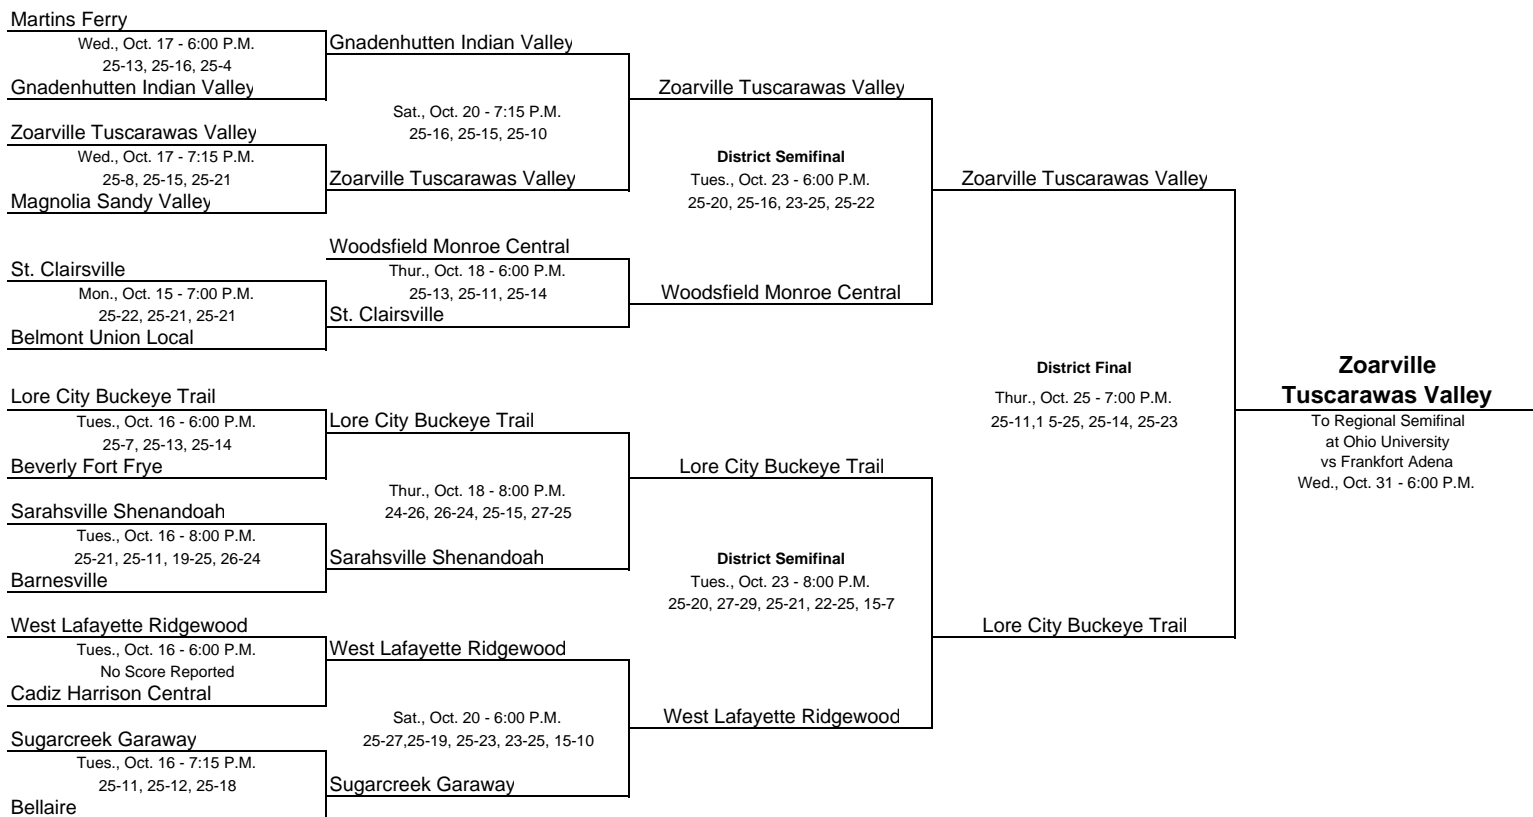 Martins Ferry
Wed., Oct. 17 - 6:00 P.M.
25-13, 25-16, 25-4
Gnadenhutten Indian Valley
Zoarville Tuscarawas Valley
Wed., Oct. 17 - 7:15 P.M.
25-8, 25-15, 25-21
Magnolia Sandy Valley
St. Clairsville
Mon., Oct. 15 - 7:00 P.M.
25-22, 25-21, 25-21
Belmont Union Local
Lore City Buckeye Trail
Tues., Oct. 16 - 6:00 P.M.
25-7, 25-13, 25-14
Beverly Fort Frye
Sarahsville Shenandoah
Tues., Oct. 16 - 8:00 P.M.
25-21, 25-11, 19-25, 26-24
Barnesville
West Lafayette Ridgewood
Tues., Oct. 16 - 6:00 P.M.
No Score Reported
Cadiz Harrison Central
Sugarcreek Garaway
Tues., Oct. 16 - 7:15 P.M.
25-11, 25-12, 25-18
Bellaire
Gnadenhutten Indian Valley
Sat., Oct. 20 - 7:15 P.M.
25-16, 25-15, 25-10
Zoarville Tuscarawas Valley
Woodsfield Monroe Central
Thur., Oct. 18 - 6:00 P.M.
25-13, 25-11, 25-14
St. Clairsville
Lore City Buckeye Trail
Thur., Oct. 18 - 8:00 P.M.
24-26, 26-24, 25-15, 27-25
Sarahsville Shenandoah
West Lafayette Ridgewood
Sat., Oct. 20 - 6:00 P.M.
25-27,25-19, 25-23, 23-25, 15-10
Sugarcreek Garaway
Zoarville Tuscarawas Valley
District Semifinal
Tues., Oct. 23 - 6:00 P.M.
25-20, 25-16, 23-25, 25-22
Woodsfield Monroe Central
Lore City Buckeye Trail
District Semifinal
Tues., Oct. 23 - 8:00 P.M.
25-20, 27-29, 25-21, 22-25, 15-7
West Lafayette Ridgewood
Zoarville Tuscarawas Valley
District Final
Thur., Oct. 25 - 7:00 P.M.
25-11,1 5-25, 25-14, 25-23
Lore City Buckeye Trail
Zoarville
Tuscarawas Valley
To Regional Semifinal
at Ohio University
vs Frankfort Adena
Wed., Oct. 31 - 6:00 P.M.